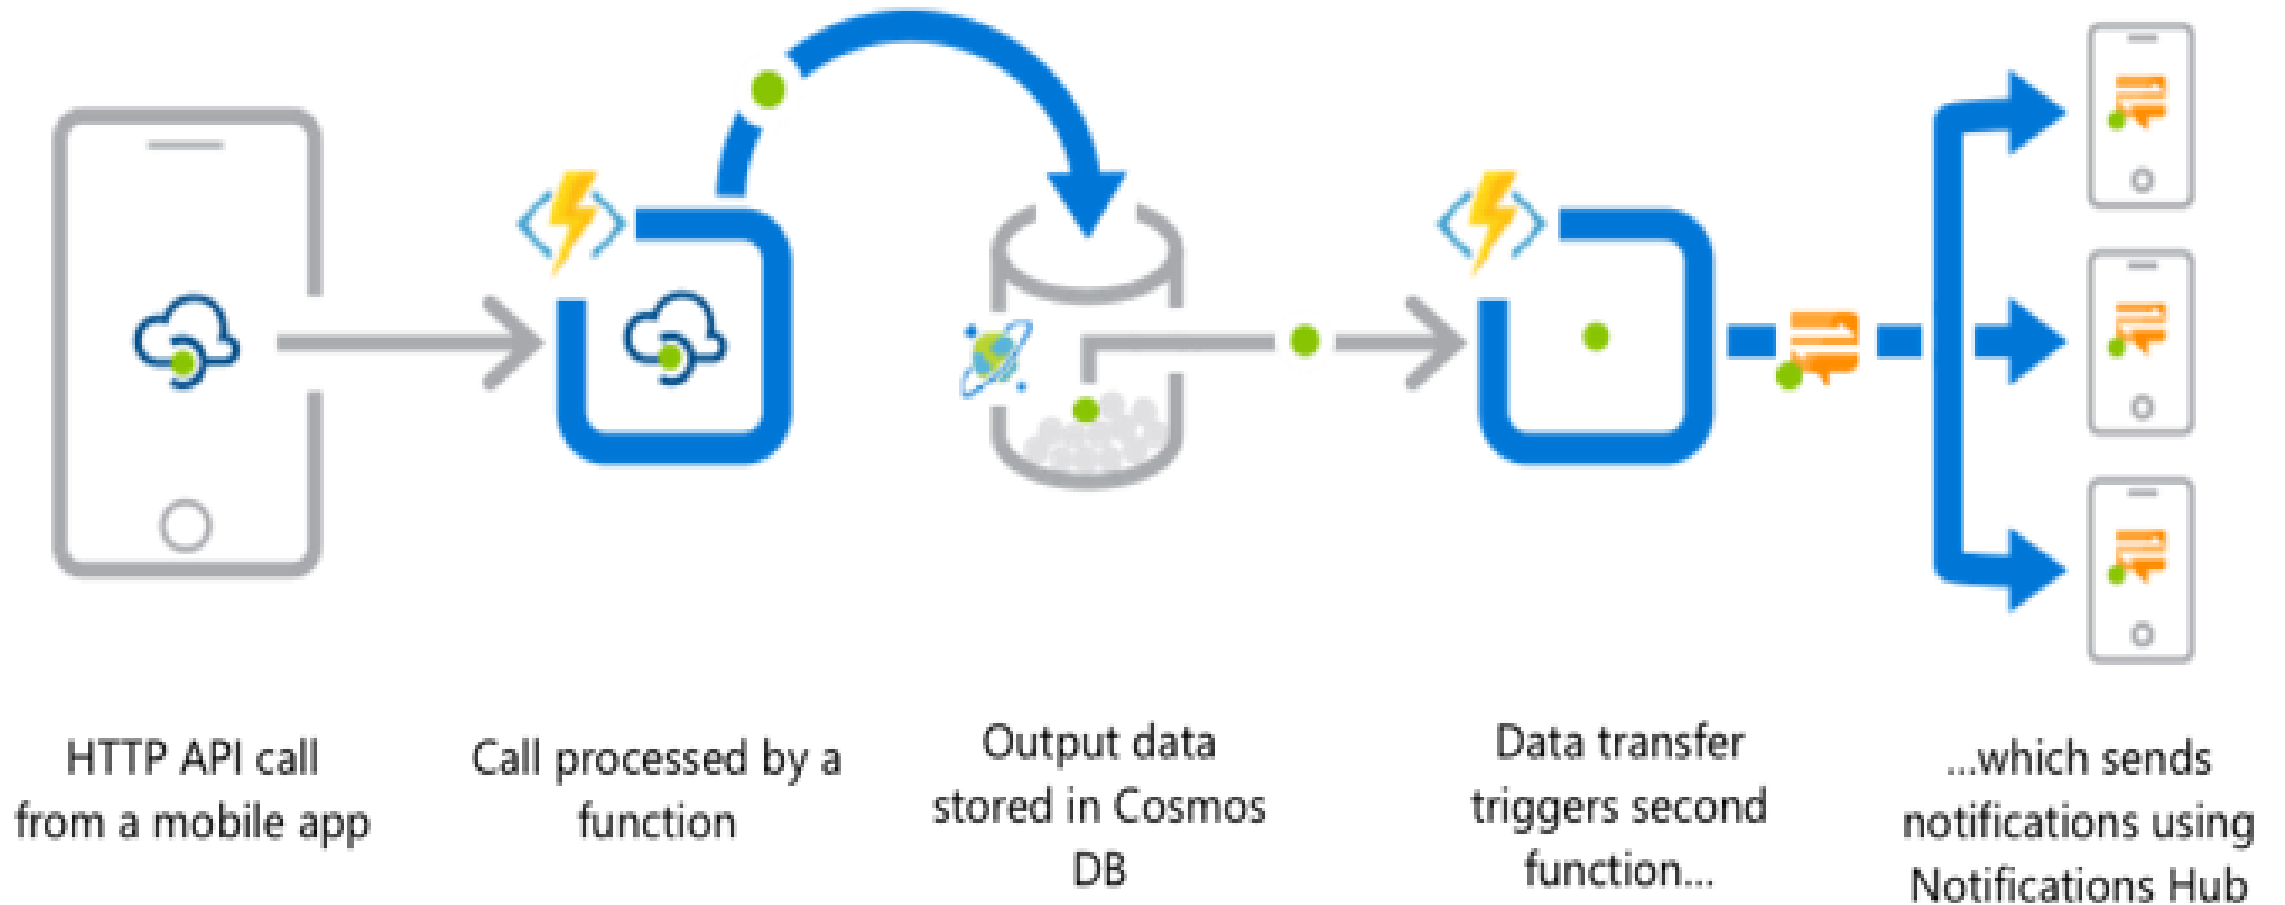 HTTP API call
from a mobile app
Call processed by a
function
Output data
stored in Cosmos
DB
Data transfer
triggers second
function...
...which sends
notifications using
Notifications Hub